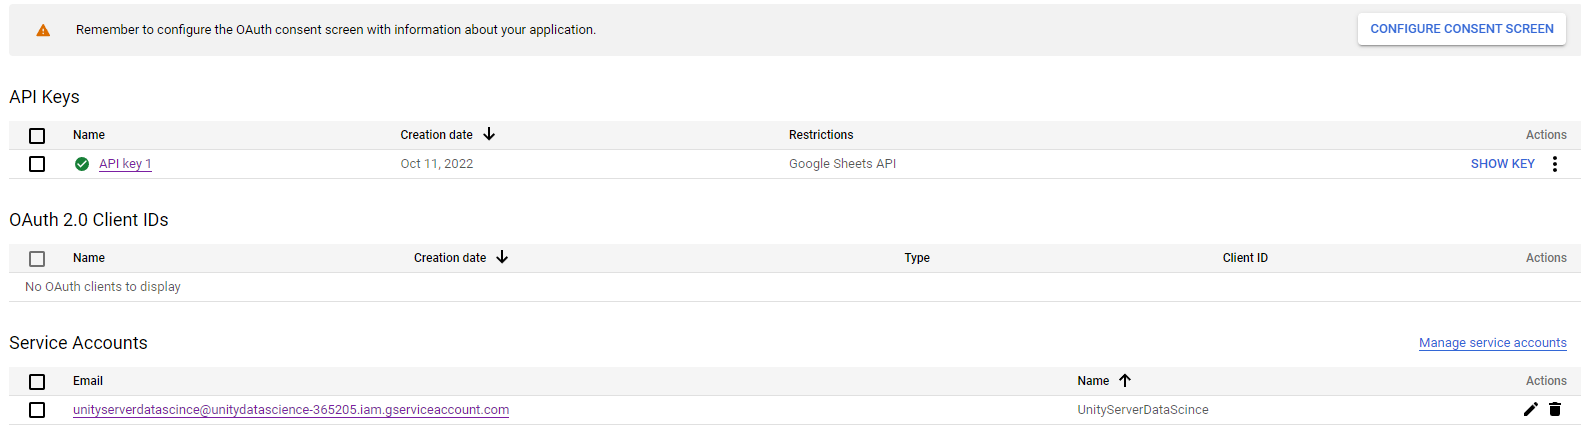 Remember to configure the OAuth consent screen with information about your application.
CONFIGURE CONSENT SCREEN
API Keys
Name Creation date Restrictions Actions
API key 1 Oct 11, 2022 Google Sheets API SHOW KEY
OAuth 2.0 Client IDs
Name Creation date Type Client ID Actions
No OAuth clients to display
Service Accounts Manage service accounts
Email Name Actions
unityserverdatascince@unitydatascience-365205.iam.gserviceaccount.com UnityServerDataScince